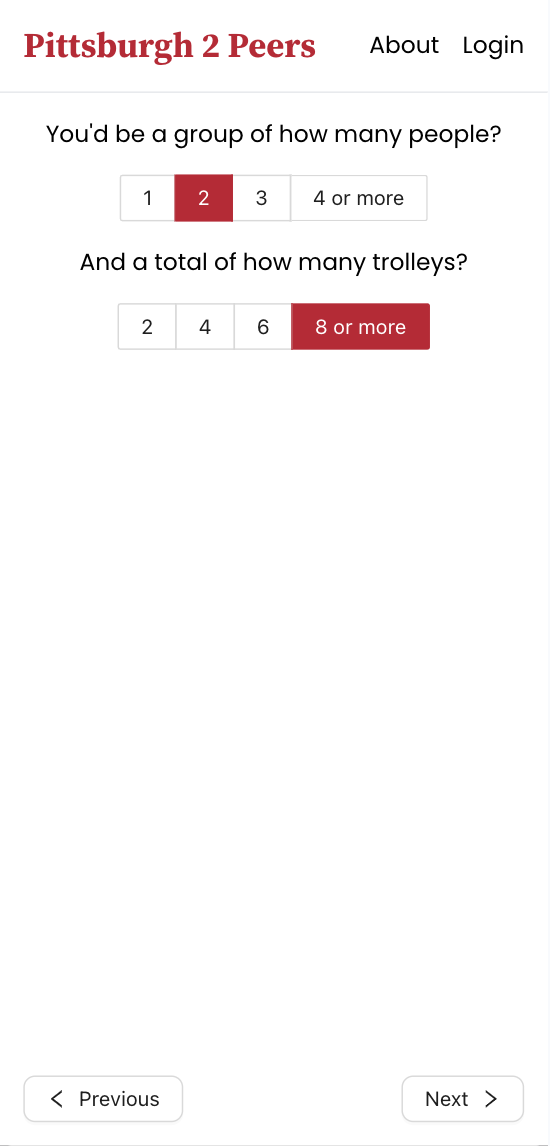 Pittsburgh 2 Peers About Login
You'd be a group of how many people?
1 2 3 4 or more
And a total of how many trolleys?
2 4 6 8 or more
Previous Next